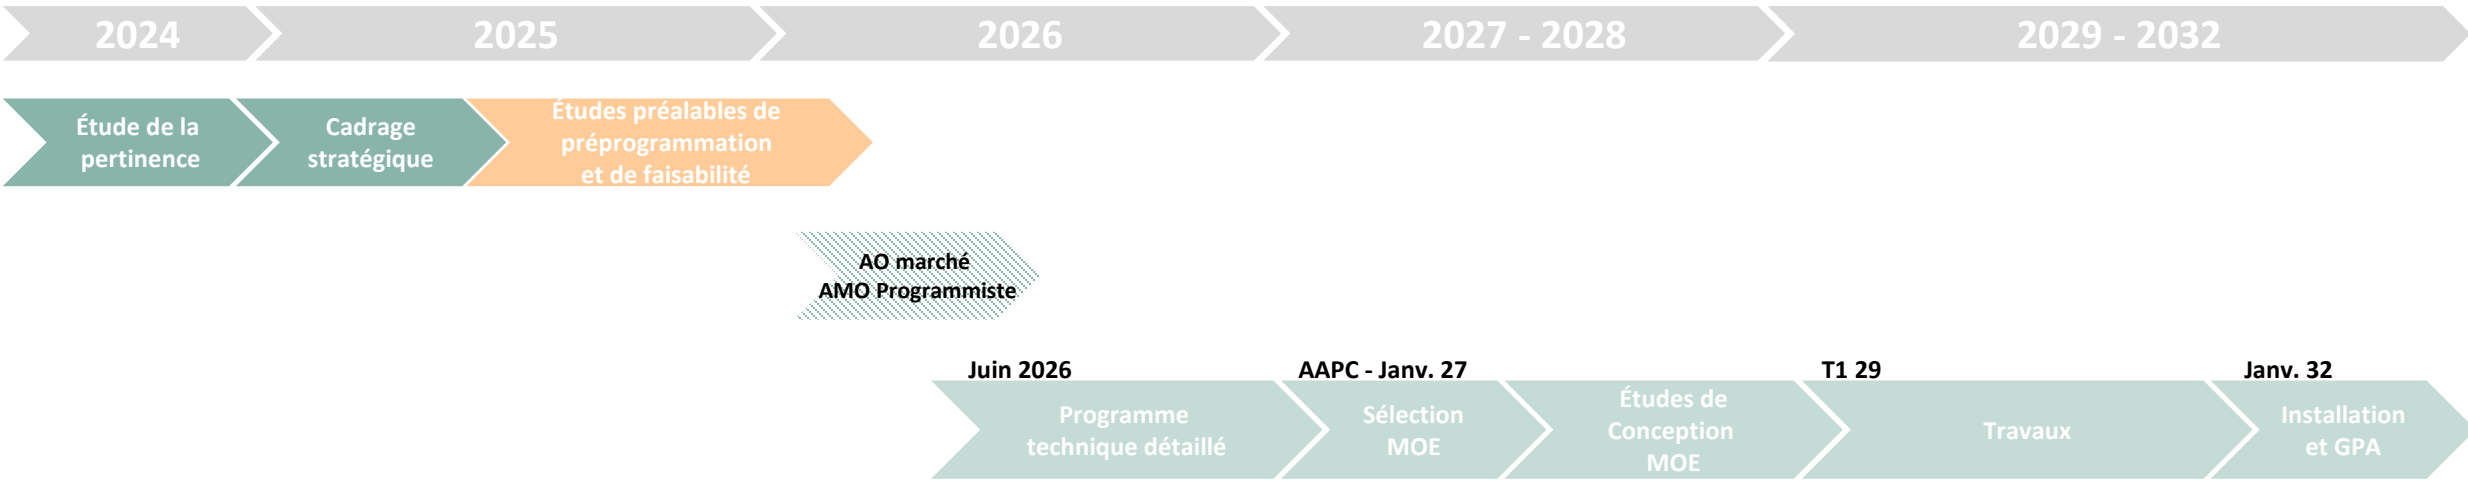 2024
2025
2026
2027 - 2028
2029 - 2032
Étude de la
pertinence
Cadrage
stratégique
Études préalables de
préprogrammation
et de faisabilité
AO marché
AMO Programmiste
Juin 2026
AAPC - Janv. 27
T1 29
Janv. 32
Programme
technique détaillé
Sélection
MOE
Études de
Conception
MOE
Travaux
Installation
et GPA